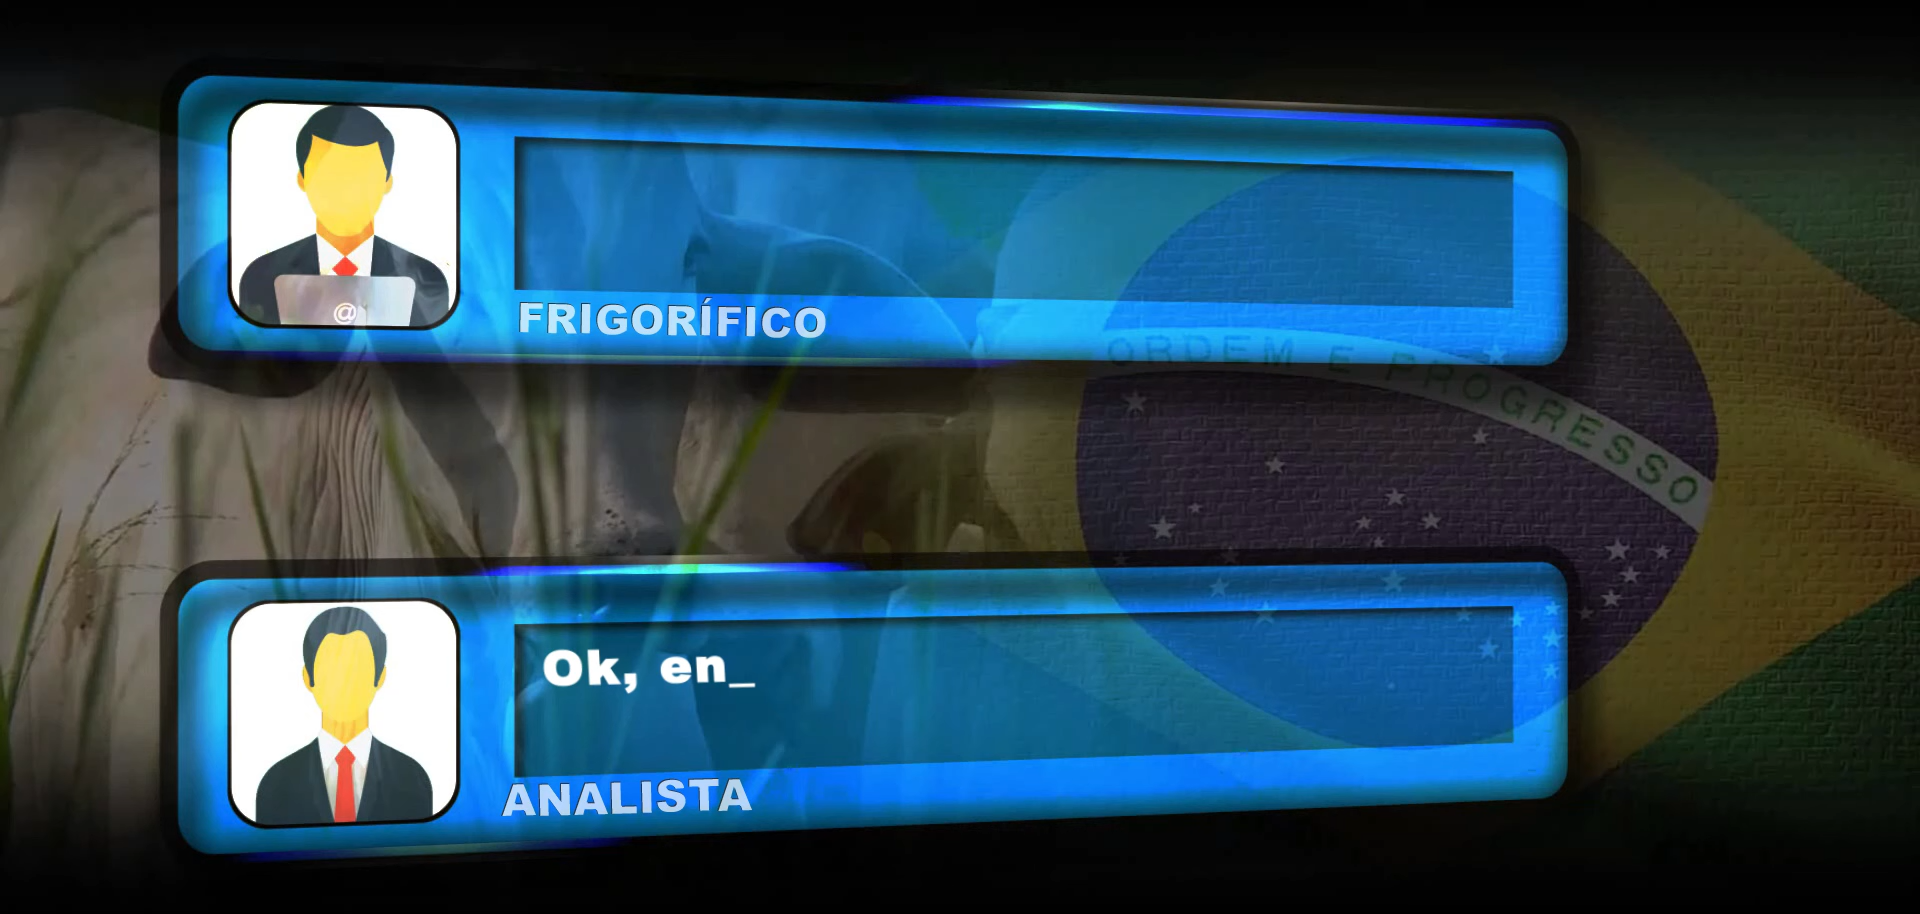 @
FRIGORÍFICO
ORDEM E PROGRESSO
Ok, en_
ANALISTA